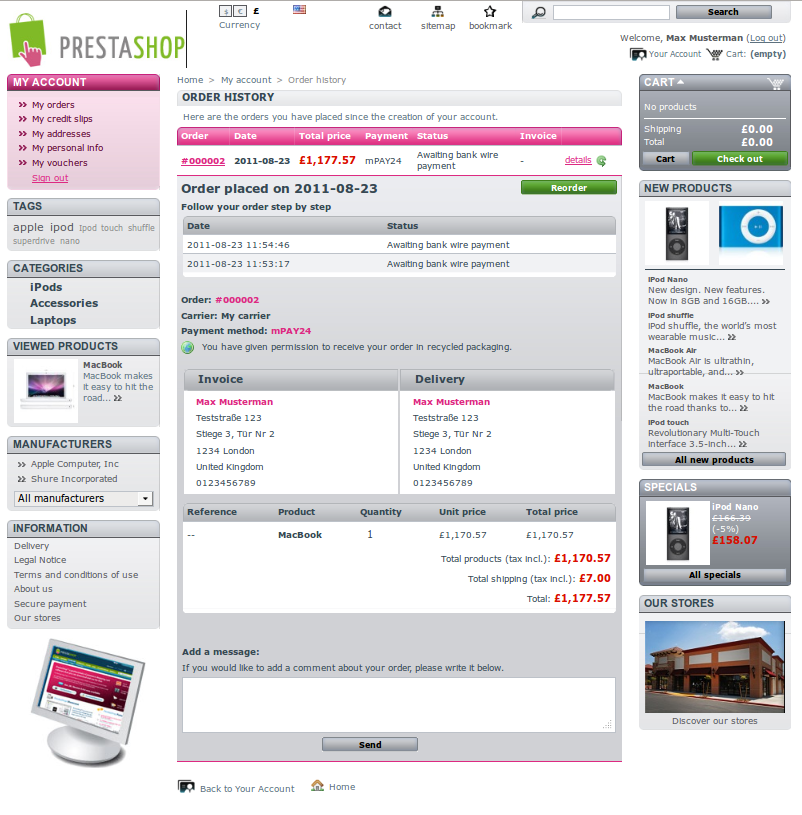 PRESTASHOP
$ € £
Currency
contact
sitemap
bookmark
Search
Welcome, Max Musterman (Log out)
Your Account Cart: (empty)
MY ACCOUNT
My orders
My credit slips
My addresses
My personal info
My vouchers
Sign out
TAGS
apple ipod Ipod touch shuffle
superdrive nano
CATEGORIES
iPods
Accessories
Laptops
VIEWED PRODUCTS
MacBook
MacBook makes
it easy to hit the
road...
MANUFACTURERS
Apple Computer, Inc
Shure Incorporated
All manufacturers
INFORMATION
Delivery
Legal Notice
Terms and conditions of use
About us
Secure payment
Our stores
Home > My account > Order history
ORDER HISTORY
Here are the orders you have placed since the creation of your account.
Order Date Total price Payment Status Invoice
#000002 2011-08-23 £1,177.57 mPAY24 Awaiting bank wire payment - details
Order placed on 2011-08-23
Reorder
Follow your order step by step
Date Status
2011-08-23 11:54:46 Awaiting bank wire payment
2011-08-23 11:53:17 Awaiting bank wire payment
Order: #000002
Carrier: My carrier
Payment method: mPAY24
You have given permission to receive your order in recycled packaging.
Invoice
Max Musterman
Teststraße 123
Stiege 3, Tür Nr 2
1234 London
United Kingdom
0123456789
Delivery
Max Musterman
Teststraße 123
Stiege 3, Tür Nr 2
1234 London
United Kingdom
0123456789
Reference Product Quantity Unit price Total price
-- MacBook 1 £1,170.57 £1,170.57
Total products (tax incl.): £1,170.57
Total shipping (tax incl.): £7.00
Total: £1,177.57
Add a message:
If you would like to add a comment about your order, please write it below.
Send
Back to Your Account
Home
CART
No products
Shipping £0.00
Total £0.00
Cart
Check out
NEW PRODUCTS
iPod Nano
New design. New features.
Now in 8GB and 16GB....
iPod shuffle
iPod shuffle, the world's most
wearable music...
MacBook Air
MacBook Air is ultrathin,
ultraportable, and...
MacBook
MacBook makes it easy to hit
the road thanks to...
iPod touch
Revolutionary Multi-Touch
Interface 3.5-inch...
All new products
SPECIALS
iPod Nano
£166.39
(-5%)
£158.07
All specials
OUR STORES
Discover our stores